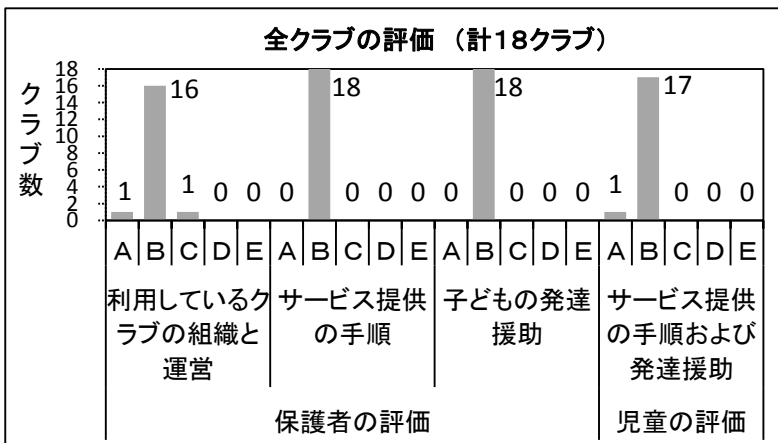 全クラブの評価 (計18クラブ)
クラブ数
18
16
14
12
10
8
6
4
2
0
1 16 1 0 0 0 18 0 0 0 0 18 0 0 0 1 17 0 0 0
A B C D E A B C D E A B C D E A B C D E
利用しているクラブの組織と運営
サービス提供の手順
子どもの発達援助
サービス提供の手順および発達援助
保護者の評価 児童の評価